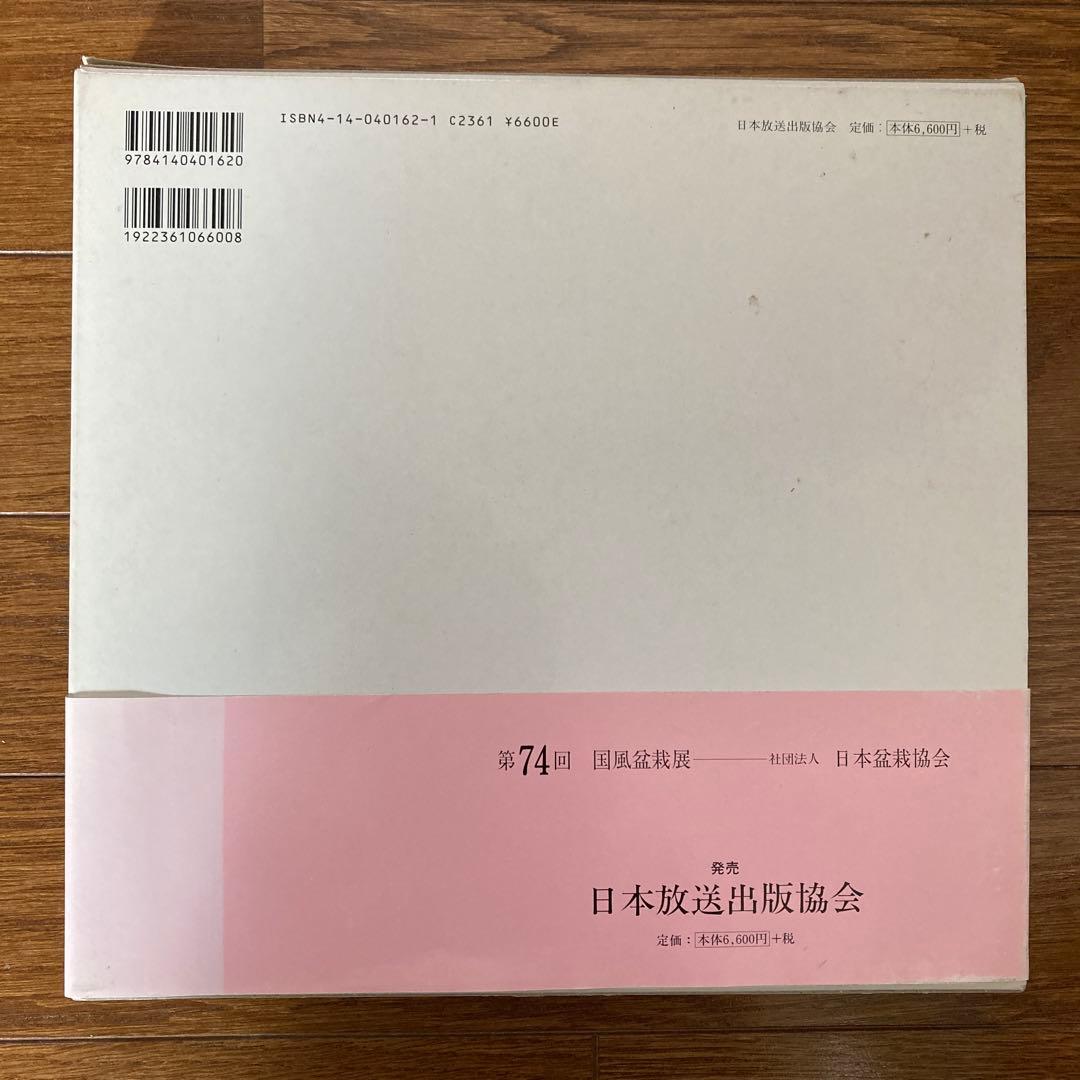 ISBN4-14-040162-1 C2361 ¥6600E
日本放送出版協会 定価：本体6,600円＋税
9784140401620
1922361066008
第74回 国風盆栽展————社団法人 日本盆栽協会
発売
日本放送出版協会
定価：本体6,600円＋税